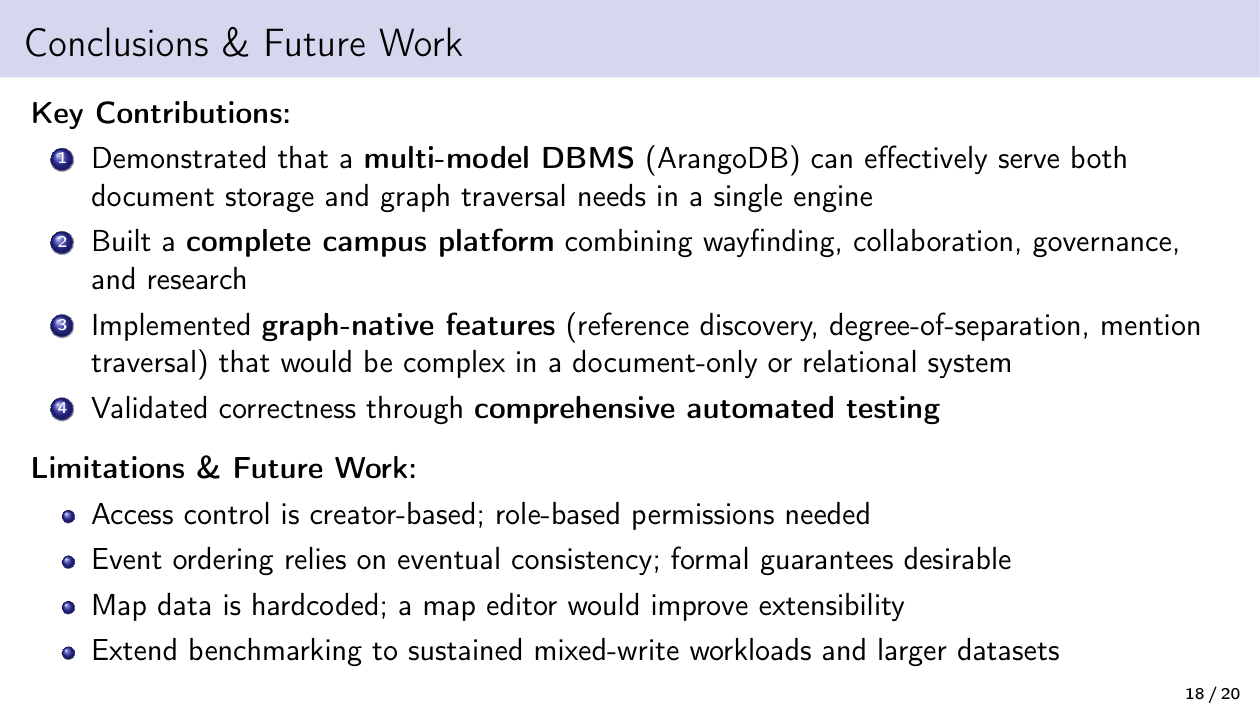 Conclusions & Future Work
Key Contributions:
1 Demonstrated that a multi-model DBMS (ArangoDB) can effectively serve both
document storage and graph traversal needs in a single engine
2 Built a complete campus platform combining wayfinding, collaboration, governance,
and research
3 Implemented graph-native features (reference discovery, degree-of-separation, mention
traversal) that would be complex in a document-only or relational system
4 Validated correctness through comprehensive automated testing
Limitations & Future Work:
Access control is creator-based; role-based permissions needed
Event ordering relies on eventual consistency; formal guarantees desirable
Map data is hardcoded; a map editor would improve extensibility
Extend benchmarking to sustained mixed-write workloads and larger datasets
18 / 20